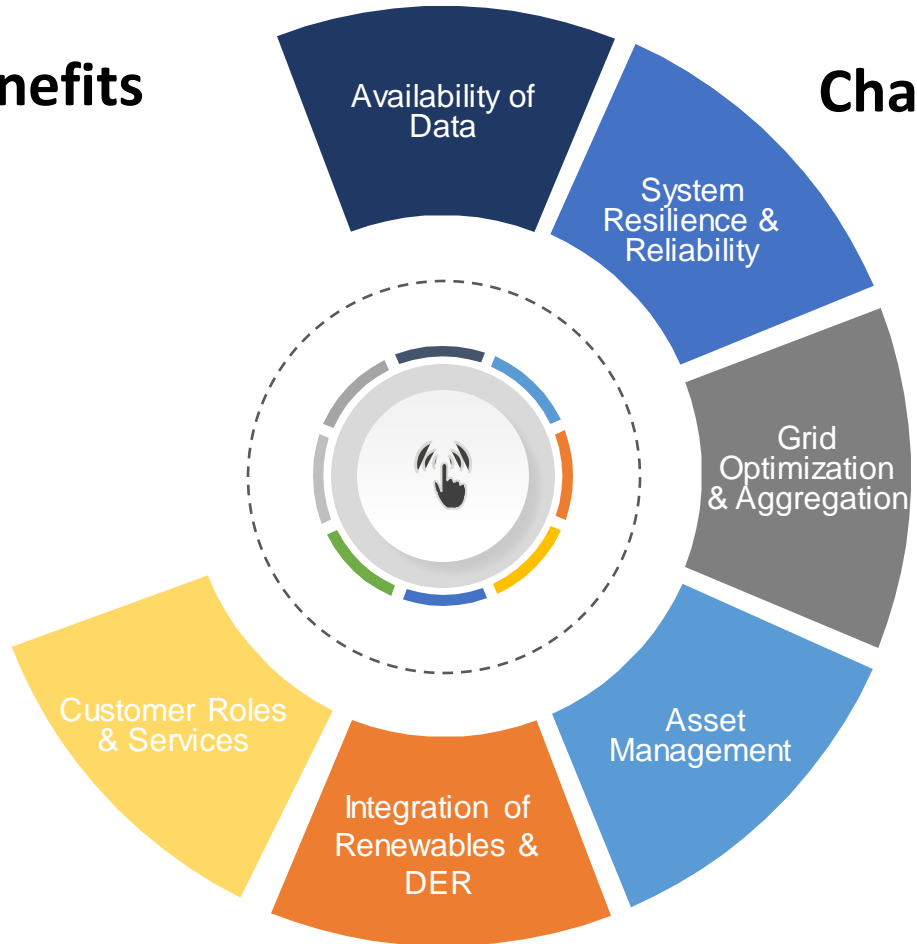 nefits
Cha
Availability of
Data
System
Resilience &
Reliability
Grid
Optimization
& Aggregation
Asset
Management
Integration of
Renewables &
DER
Customer Roles
& Services